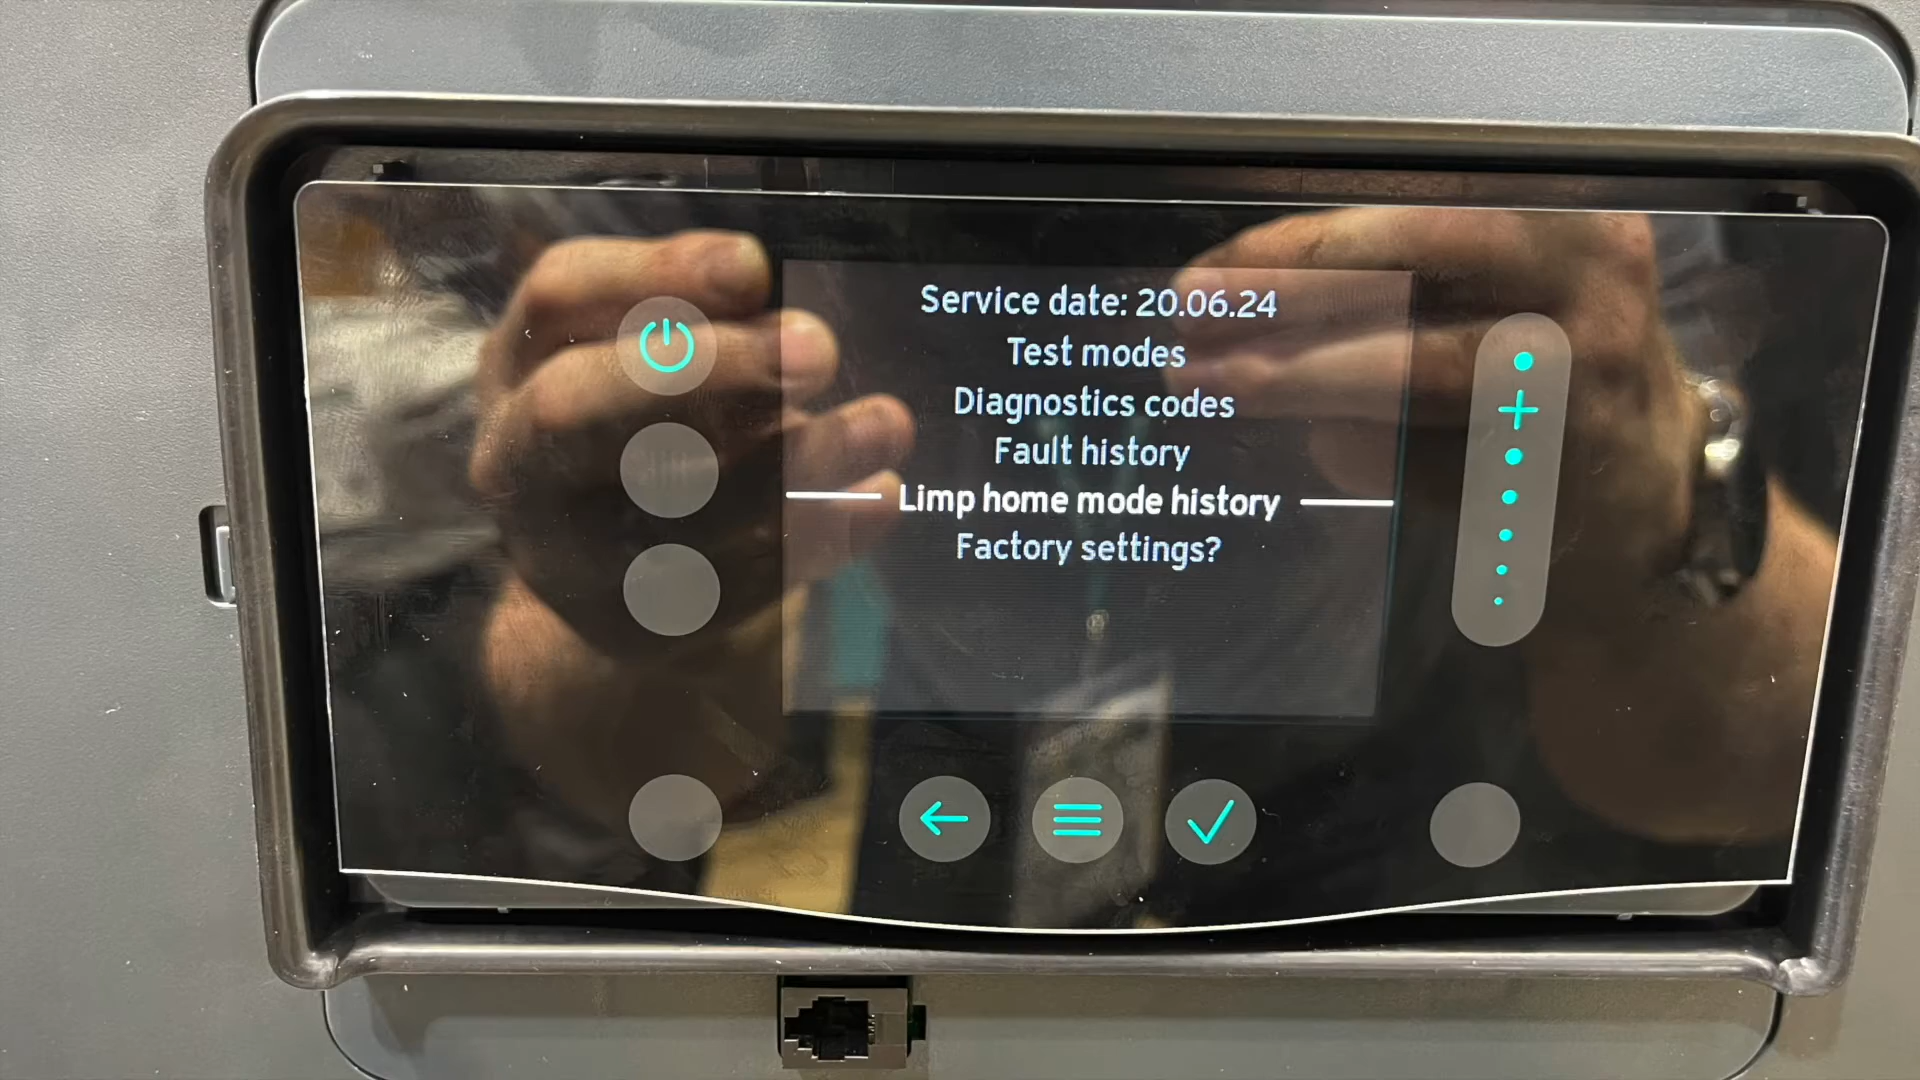 Service date: 20.06.24
Test modes
Diagnostics codes
Fault history
Limp home mode history
Factory settings?